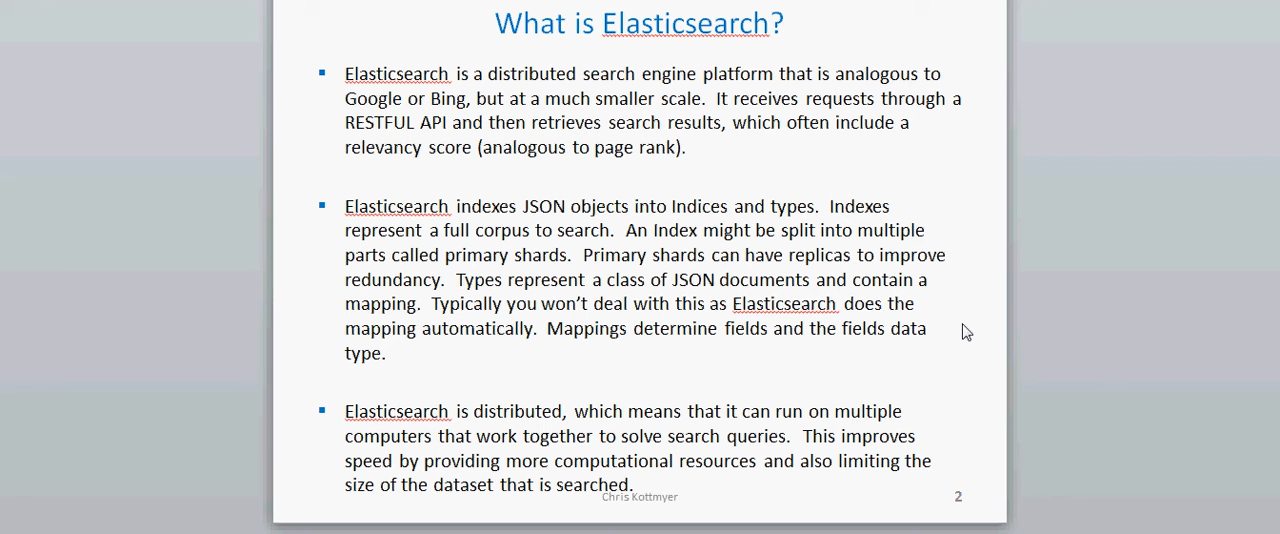 What is Elasticsearch?
Elasticsearch is a distributed search engine platform that is analogous to
Google or Bing, but at a much smaller scale.  It receives requests through a
RESTFUL API and then retrieves search results, which often include a
relevancy score (analogous to page rank).
Elasticsearch indexes JSON objects into Indices and types.  Indexes
represent a full corpus to search.  An Index might be split into multiple
parts called primary shards.  Primary shards can have replicas to improve
redundancy.  Types represent a class of JSON documents and contain a
mapping.  Typically you won’t deal with this as Elasticsearch does the
mapping automatically.  Mappings determine fields and the fields data
type.
Elasticsearch is distributed, which means that it can run on multiple
computers that work together to solve search queries.  This improves
speed by providing more computational resources and also limiting the
size of the dataset that is searched.
Chris Kottmyer
2